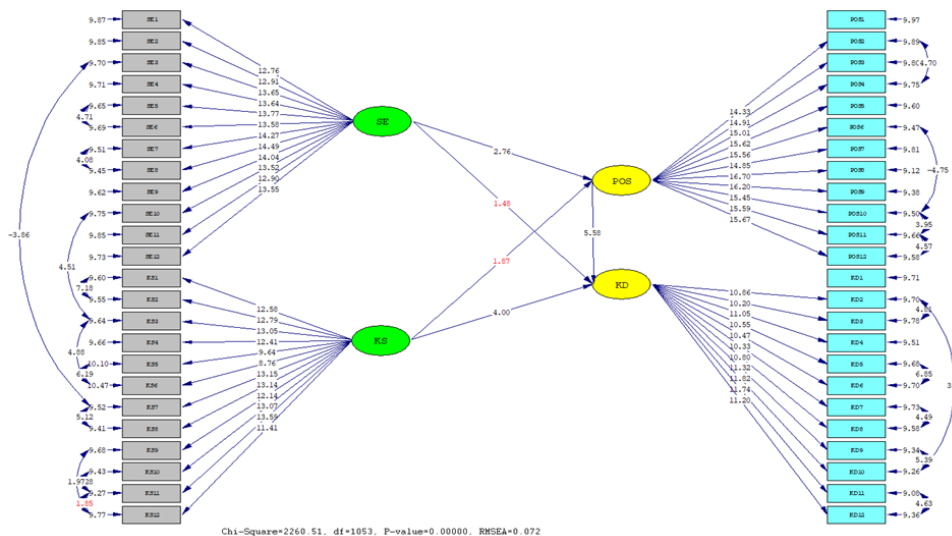 9.87 SE1
9.85 SE2
9.70 SE3
9.71 SE4
9.65 SE5
4.71
9.69 SE6
9.51 SE7
4.08
9.45 SE8
9.62 SE9
9.75 SE10
9.85 SE11
9.73 SE12
-3.86
4.51
9.60 KS1
7.18
9.55 KS2
9.64 KS3
9.66 KS4
4.88
10.10 KS5
6.19
10.47 KS6
9.52 KS7
5.12
9.41 KS8
9.68 KS9
9.43 KS10
1.9728
9.27 KS11
1.85
9.77 KS12
12.76
12.91
13.65
13.64
13.77
13.58
14.27
14.49
14.04
13.52
12.90
13.55
SE
12.58
12.79
13.05
12.41
9.64
8.76
13.15
13.14
12.14
13.07
13.59
11.41
KS
2.76
1.48
1.87
5.58
4.00
POS
KD
14.33
14.91
15.01
15.62
15.56
14.85
16.70
16.20
15.45
15.59
15.67
10.86
10.20
11.05
10.55
10.47
10.33
10.80
11.32
11.82
11.74
11.20
POS1 9.97
POS2 9.89
POS3 9.80
4.70
POS4 9.75
POS5 9.60
POS6 9.47
POS7 9.81
-4.75
POS8 9.12
POS9 9.38
POS10 9.50
3.95
POS11 9.66
4.57
POS12 9.58
KD1 9.71
KD2 9.70
KD3 9.78
KD4 9.51
KD5 9.68
6.85
KD6 9.70
KD7 9.73
4.49
KD8 9.58
KD9 9.34
5.39
KD10 9.26
KD11 9.08
4.63
KD12 9.36
Chi-Square=2260.51, df=1053, P-value=0.00000, RMSEA=0.072